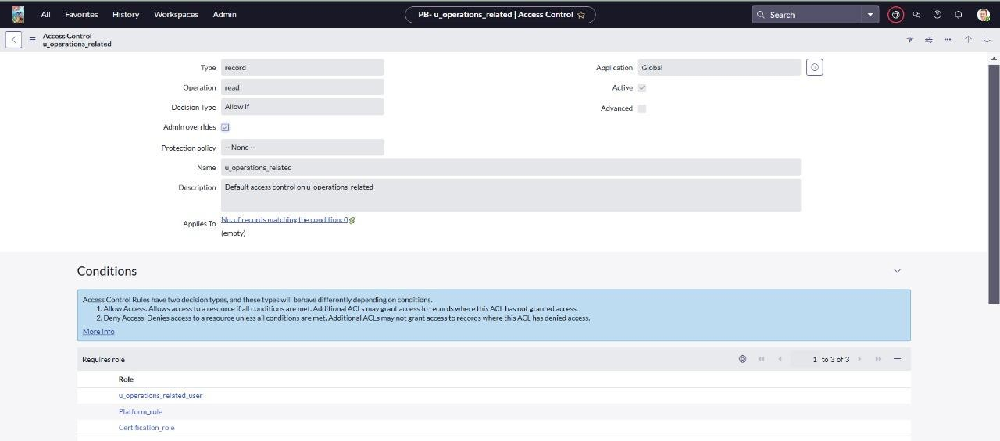 All Favorites History Workspaces Admin PB- u_operations_related | Access Control Search
Access Control
u_operations_related
Type record Application Global
Operation read Active
Decision Type Allow If Advanced
Admin overrides
Protection policy -- None --
Name u_operations_related
Description Default access control on u_operations_related
Applies To No. of records matching the condition: 0
(empty)
Conditions
Access Control Rules have two decision types, and these types will behave differently depending on conditions.
1. Allow Access: Allows access to a resource if all conditions are met. Additional ACLs may grant access to records where this ACL has not granted access.
2. Deny Access: Denies access to a resource unless all conditions are met. Additional ACLs may not grant access to records where this ACL has denied access.
More Info
Requires role 1 to 3 of 3
Role
u_operations_related_user
Platform_role
Certification_role